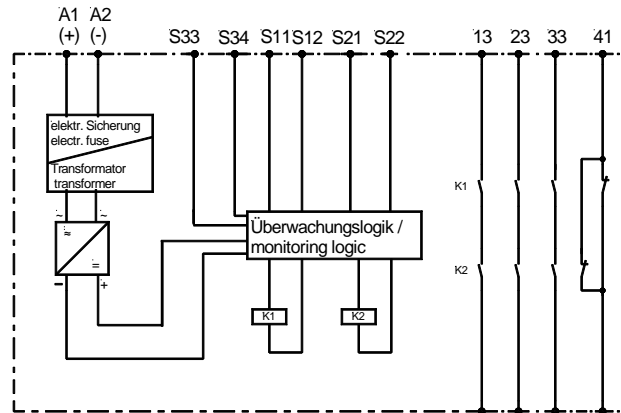 A1 A2
(+) (-) S33 S34 S11 S12 S21 S22 13 23 33 41
elektr. Sicherung
electr. fuse
Transformator
transformer
~ ~
≂
=
– +
Überwachungslogik /
monitoring logic
K1 K2
K1
K2